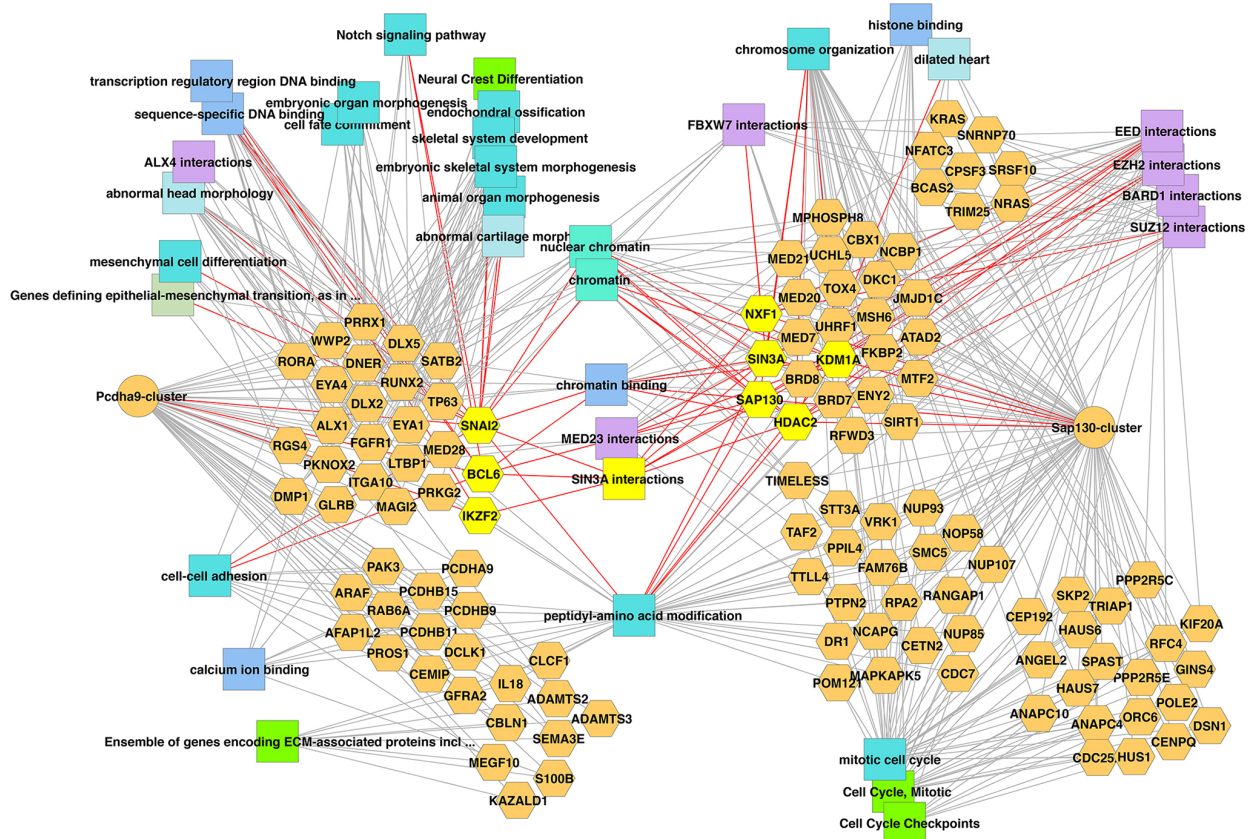 Notch signaling pathway
histone binding
chromosome organization
dilated heart
transcription regulatory region DNA binding
Neural Crest Differentiation
embryonic organ morphogenesis
sequence-specific DNA binding
endochondral ossification
cell fate commitment
skeletal system development
FBXW7 interactions
KRAS
SNRNP70
EED interactions
ALX4 interactions
embryonic skeletal system morphogenesis
NFATC3
CPSF3
SRSF10
EZH2 interactions
abnormal head morphology
animal organ morphogenesis
BCAS2
NRAS
BARD1 interactions
TRIM25
SUZ12 interactions
abnormal cartilage morph
nuclear chromatin
MPHOSPH8
CBX1
mesenchymal cell differentiation
chromatin
MED21
UCHL5
NCBP1
DKC1
Genes defining epithelial-mesenchymal transition, as in ...
MED20
TOX4
JMJD1C
PRRX1
NXF1
UHRF1
MSH6
WWP2
DLX5
MED7
ATAD2
RORA
DNER
SATB2
SIN3A
KDM1A
FKBP2
EYA4
RUNX2
chromatin binding
BRD8
MTF2
Pcdha9-cluster
DLX2
TP63
SAP130
BRD7
ENY2
ALX1
EYA1
SNAI2
HDAC2
SIRT1
Sap130-cluster
RGS4
FGFR1
MED28
MED23 interactions
RFWD3
PKNOX2
LTBP1
BCL6
SIN3A interactions
TIMELESS
DMP1
ITGA10
PRKG2
GLRB
MAGI2
IKZF2
STT3A
VRK1
NUP93
TAF2
NOP58
PPIL4
SMC5
PAK3
PCDHA9
FAM76B
NUP107
cell-cell adhesion
TTLL4
PPP2R5C
ARAF
PCDHB15
SKP2
RAB6A
PCDHB9
peptidyl-amino acid modification
PTPN2
RPA2
RANGAP1
CEP192
TRIAP1
AFAP1L2
PCDHB11
NCAPG
NUP85
HAUS6
KIF20A
PROS1
DCLK1
DR1
CETN2
RFC4
CLCF1
ANGEL2
SPAST
GINS4
calcium ion binding
CEMIP
MAPKAPK5
CDC7
PPP2R5E
IL18
POM121
HAUS7
GFRA2
ADAMTS2
POLE2
CBLN1
ADAMTS3
ANAPC10
ANAPC4
ORC6
DSN1
Ensemble of genes encoding ECM-associated proteins incl ...
SEMA3E
CENPQ
MEGF10
mitotic cell cycle
CDC25
HUS1
S100B
Cell Cycle, Mitotic
KAZALD1
Cell Cycle Checkpoints